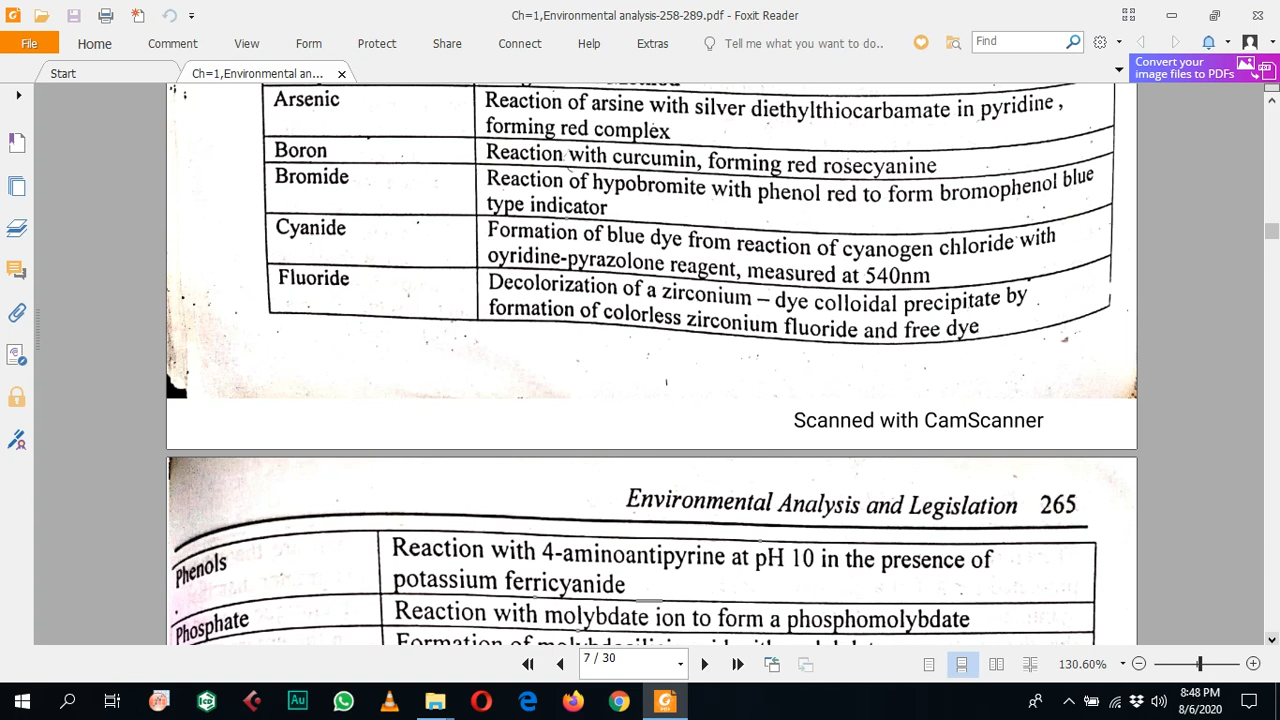 Ch=1,Environmental analysis-258-289.pdf - Foxit Reader
File Home Comment View Form Protect Share Connect Help Extras Tell me what you want to do.. Find
Start Ch=1,Environmental an... Convert your
image files to PDFs
Arsenic Reaction of arsine with silver diethylthiocarbamate in pyridine ,
forming red complex
Boron Reaction with curcumin, forming red rosecyanine
Bromide Reaction of hypobromite with phenol red to form bromophenol blue
type indicator
Cyanide Formation of blue dye from reaction of cyanogen chloride with
oyridine-pyrazolone reagent, measured at 540nm
Fluoride Decolorization of a zirconium – dye colloidal precipitate by
formation of colorless zirconium fluoride and free dye
Scanned with CamScanner
Environmental Analysis and Legislation 265
Phenols Reaction with 4-aminoantipyrine at pH 10 in the presence of
potassium ferricyanide
Phosphate Reaction with molybdate ion to form a phosphomolybdate
Formation of
7 / 30 130.60%
8:48 PM
8/6/2020